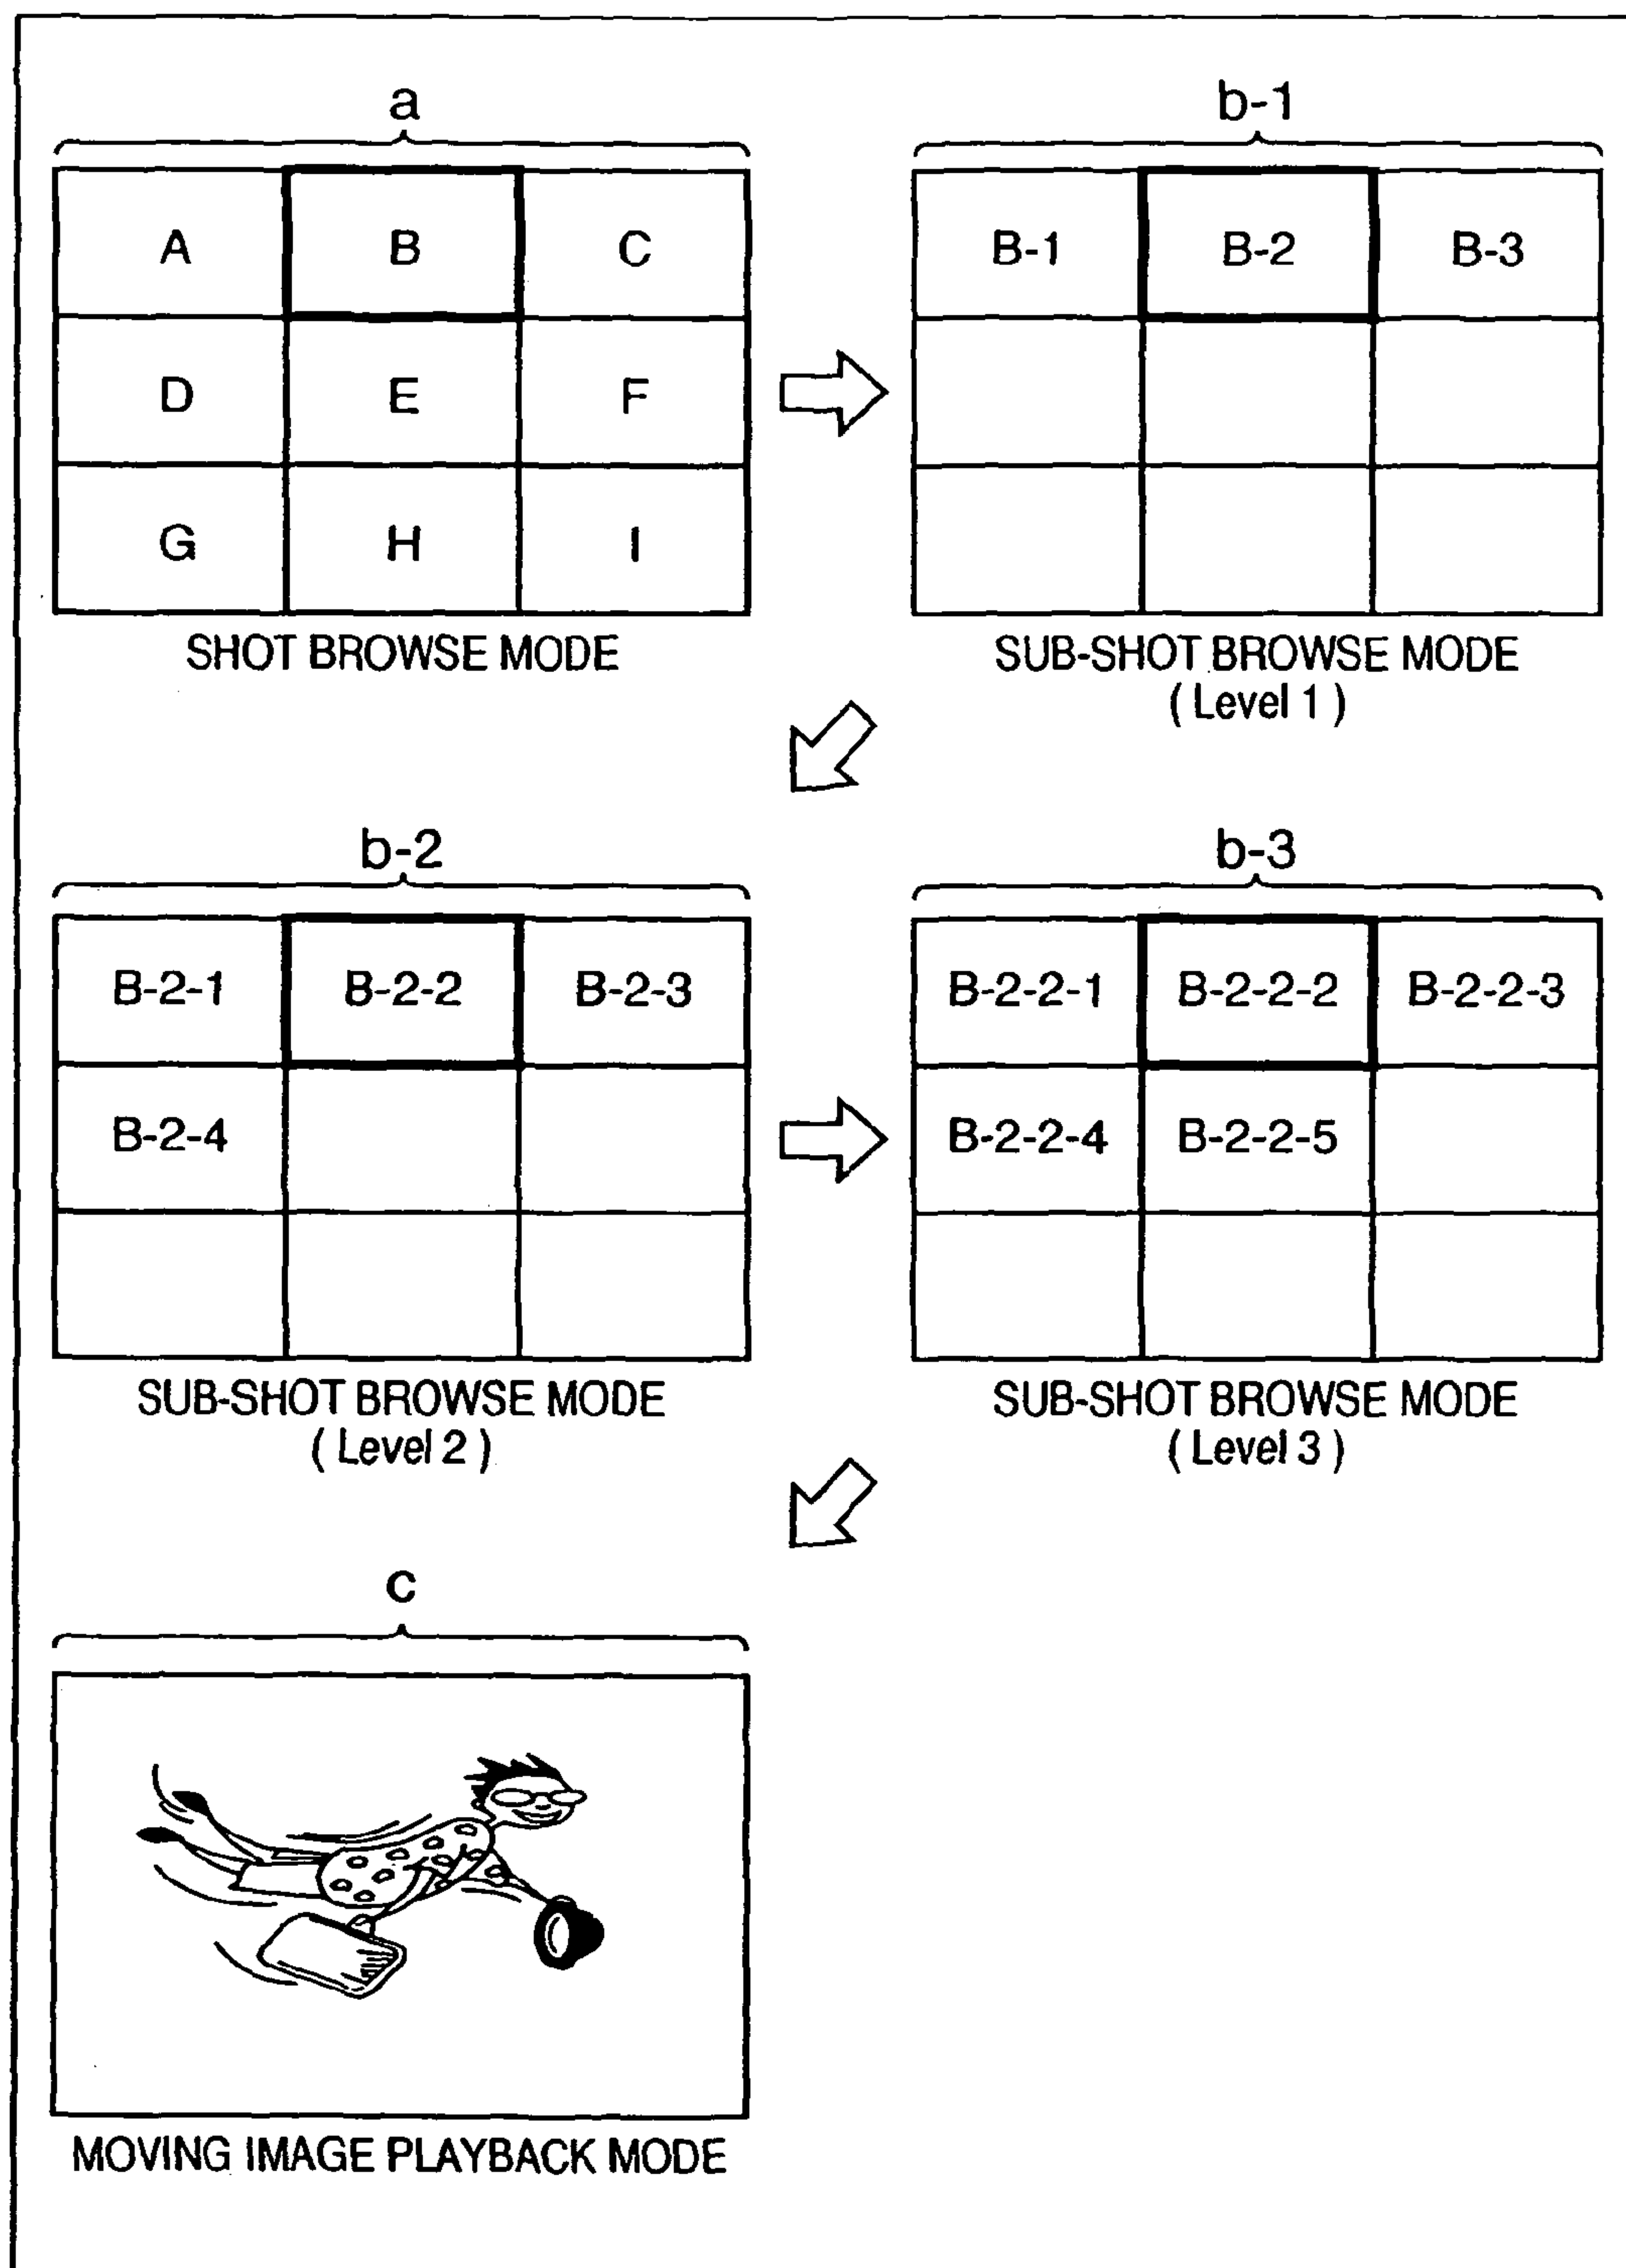 a
A B C
D E F
G H I
SHOT BROWSE MODE
b-1
B-1 B-2 B-3
SUB-SHOT BROWSE MODE
( Level 1 )
b-2
B-2-1 B-2-2 B-2-3
B-2-4
SUB-SHOT BROWSE MODE
( Level 2 )
b-3
B-2-2-1 B-2-2-2 B-2-2-3
B-2-2-4 B-2-2-5
SUB-SHOT BROWSE MODE
( Level 3 )
c
MOVING IMAGE PLAYBACK MODE